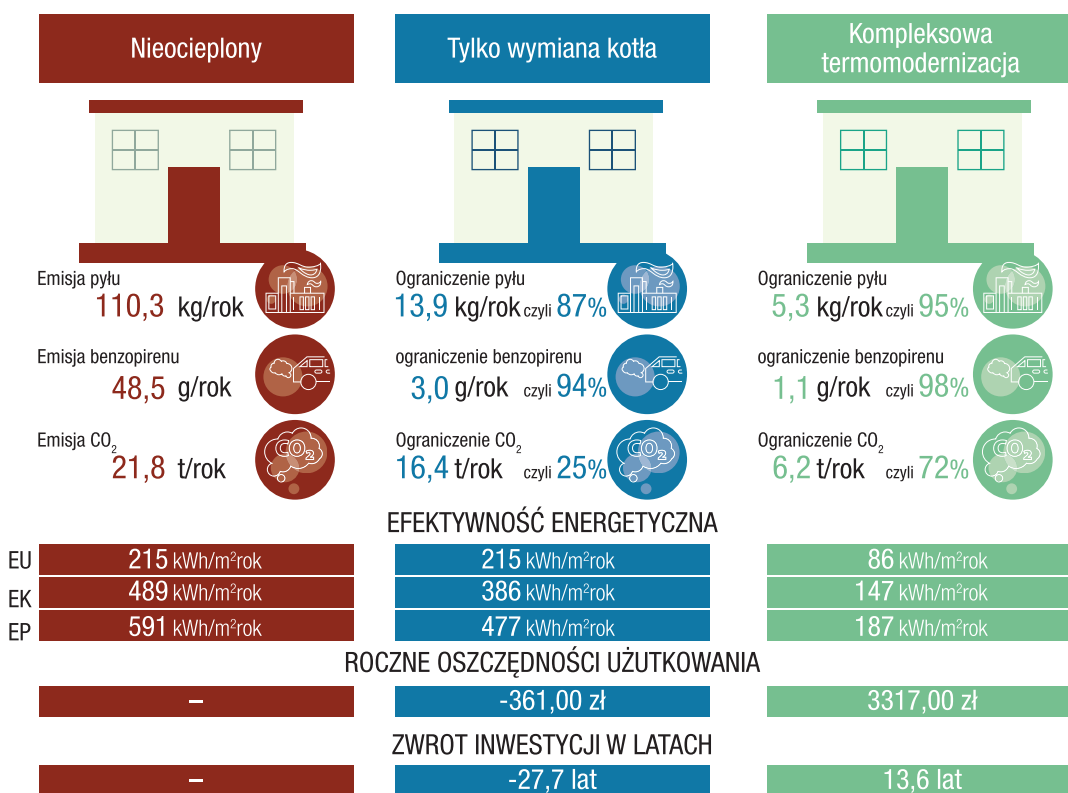 Nieocieplony
Tylko wymiana kotła
Kompleksowa
termomodernizacja
Emisja pyłu
110,3 kg/rok
Emisja benzopirenu
48,5 g/rok
Emisja CO₂
21,8 t/rok
Ograniczenie pyłu
13,9 kg/rok czyli 87%
ograniczenie benzopirenu
3,0 g/rok czyli 94%
Ograniczenie CO₂
16,4 t/rok czyli 25%
Ograniczenie pyłu
5,3 kg/rok czyli 95%
ograniczenie benzopirenu
1,1 g/rok czyli 98%
Ograniczenie CO₂
6,2 t/rok czyli 72%
CO₂
CO₂
CO₂
EFEKTYWNOŚĆ ENERGETYCZNA
EU 215 kWh/m²rok 215 kWh/m²rok 86 kWh/m²rok
EK 489 kWh/m²rok 386 kWh/m²rok 147 kWh/m²rok
EP 591 kWh/m²rok 477 kWh/m²rok 187 kWh/m²rok
ROCZNE OSZCZĘDNOŚCI UŻUTKOWANIA
– -361,00 zł 3317,00 zł
ZWROT INWESTYCJI W LATACH
– -27,7 lat 13,6 lat